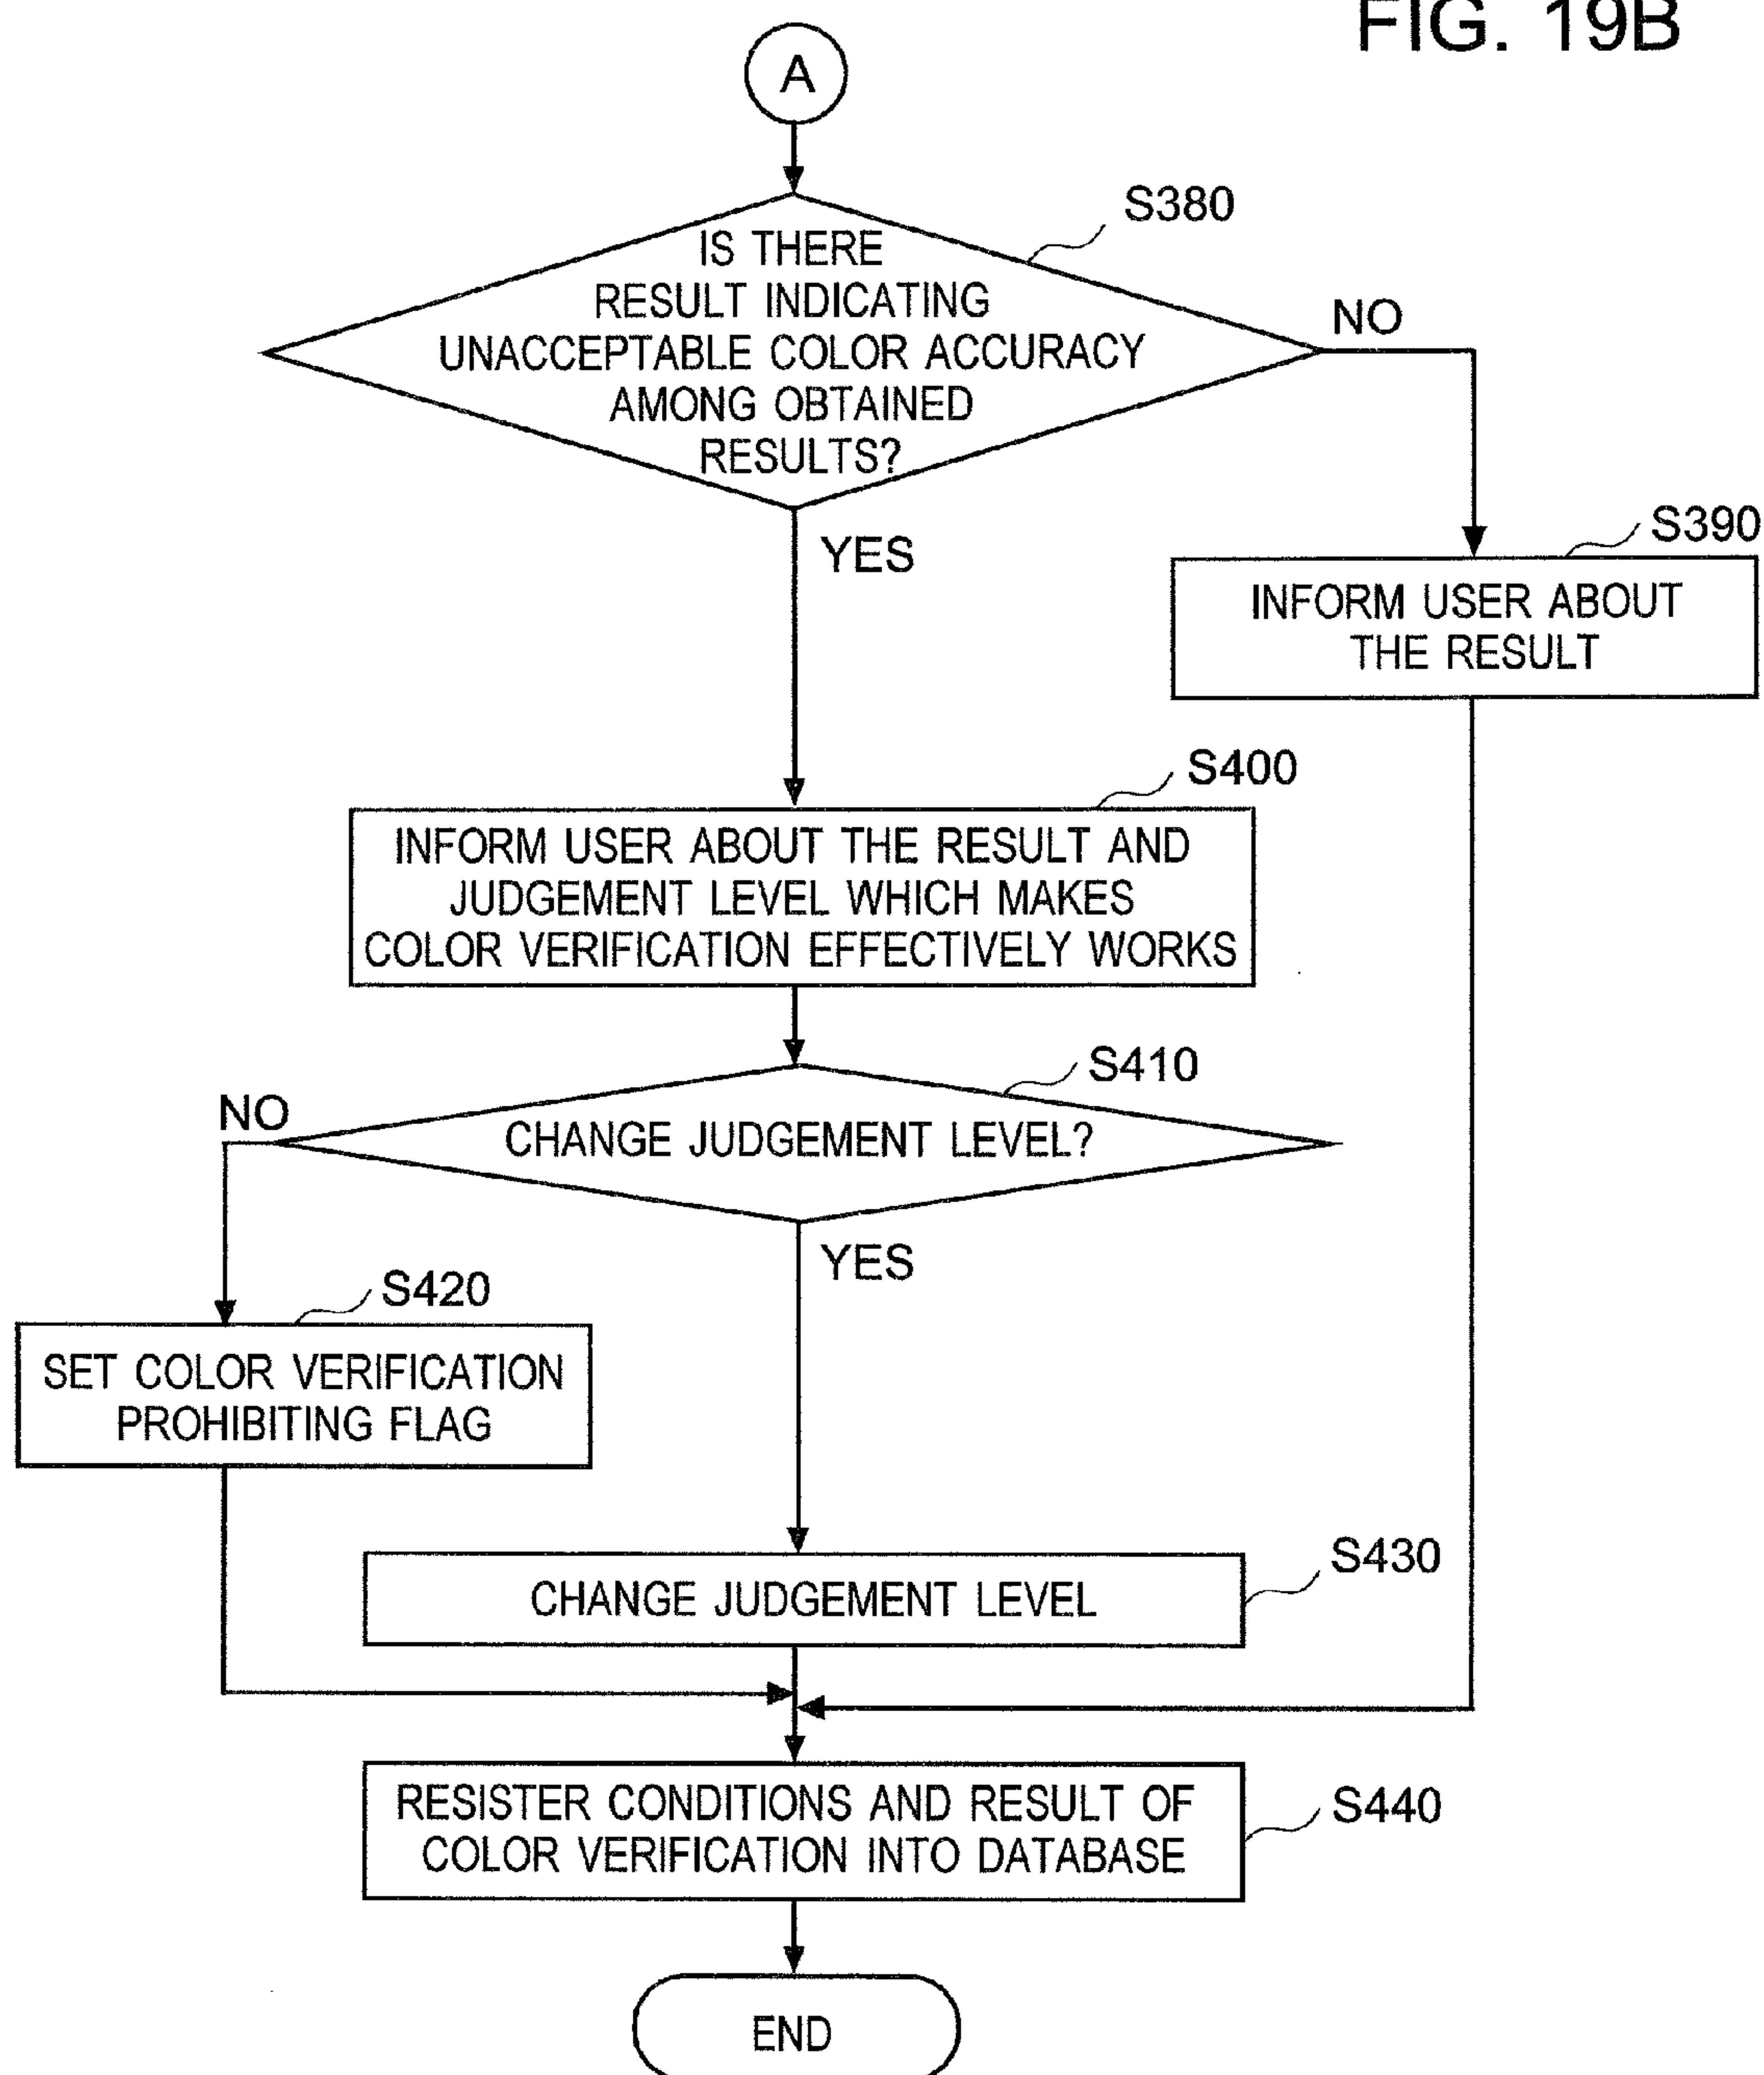 FIG. 19B
A
S380
IS THERE
RESULT INDICATING
UNACCEPTABLE COLOR ACCURACY
AMONG OBTAINED
RESULTS?
NO
YES
S390
INFORM USER ABOUT
THE RESULT
S400
INFORM USER ABOUT THE RESULT AND
JUDGEMENT LEVEL WHICH MAKES
COLOR VERIFICATION EFFECTIVELY WORKS
S410
NO
CHANGE JUDGEMENT LEVEL?
YES
S420
SET COLOR VERIFICATION
PROHIBITING FLAG
S430
CHANGE JUDGEMENT LEVEL
S440
RESISTER CONDITIONS AND RESULT OF
COLOR VERIFICATION INTO DATABASE
END